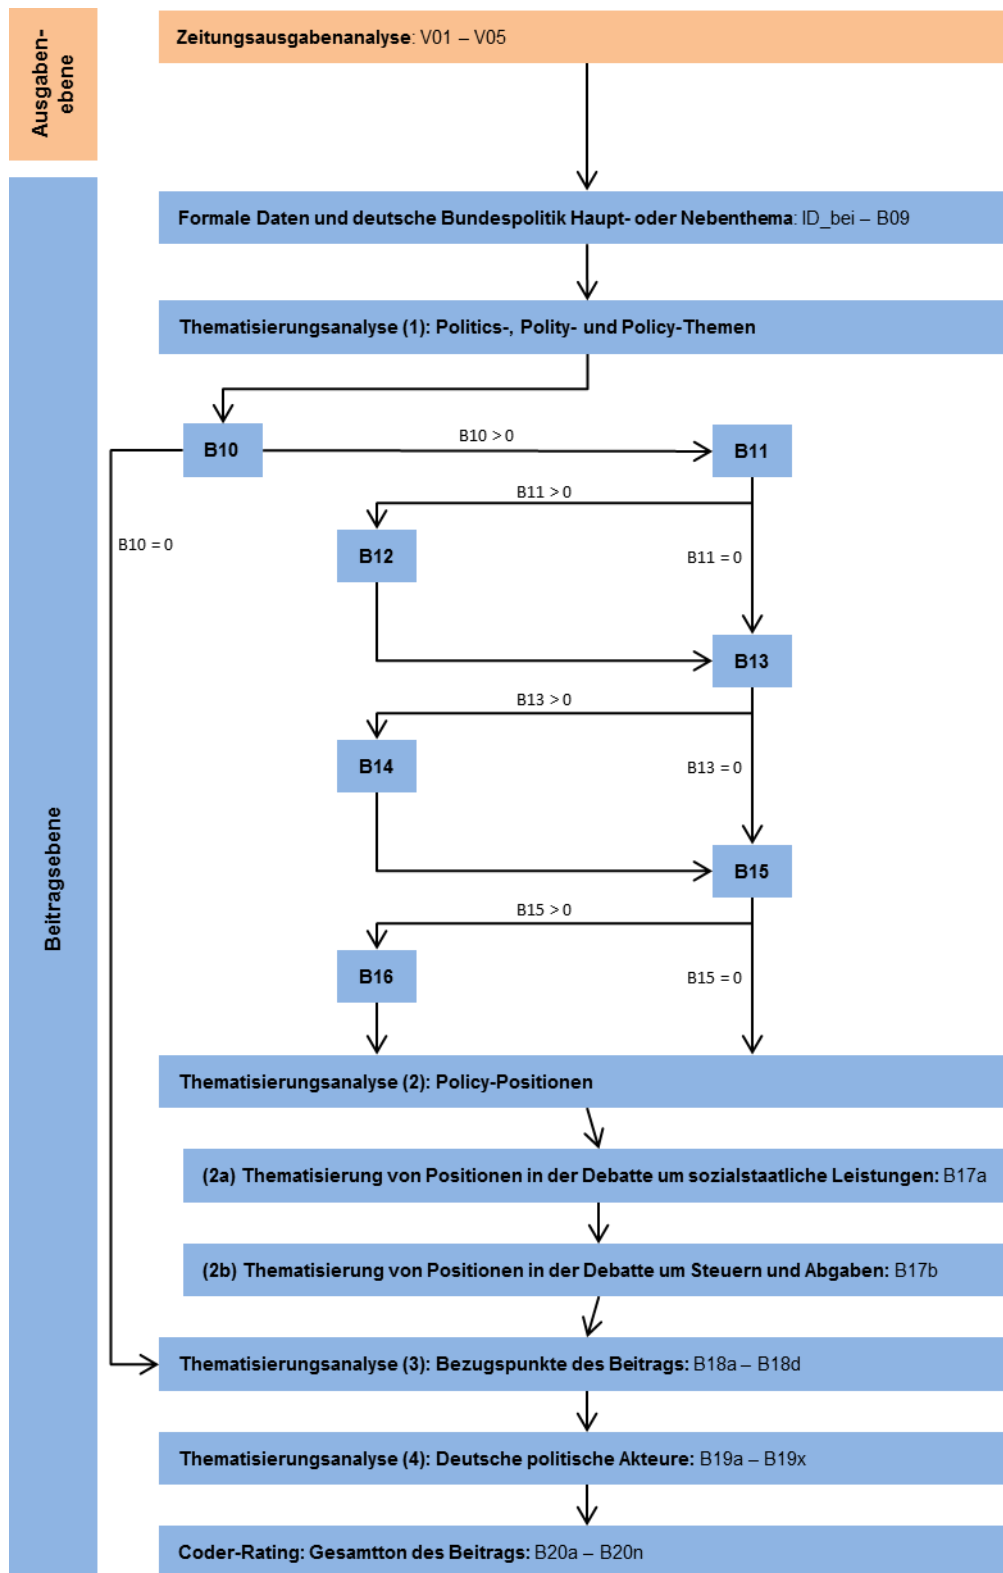 Ausgaben-
ebene
Zeitungsausgabenanalyse: V01 – V05
Beitragsebene
Formale Daten und deutsche Bundespolitik Haupt- oder Nebenthema: ID_bei – B09
Thematisierungsanalyse (1): Politics-, Polity- und Policy-Themen
B10
B10 > 0
B11
B10 = 0
B11 > 0
B12
B11 = 0
B13
B13 > 0
B14
B13 = 0
B15
B15 > 0
B16
B15 = 0
Thematisierungsanalyse (2): Policy-Positionen
(2a) Thematisierung von Positionen in der Debatte um sozialstaatliche Leistungen: B17a
(2b) Thematisierung von Positionen in der Debatte um Steuern und Abgaben: B17b
Thematisierungsanalyse (3): Bezugspunkte des Beitrags: B18a – B18d
Thematisierungsanalyse (4): Deutsche politische Akteure: B19a – B19x
Coder-Rating: Gesamtton des Beitrags: B20a – B20n